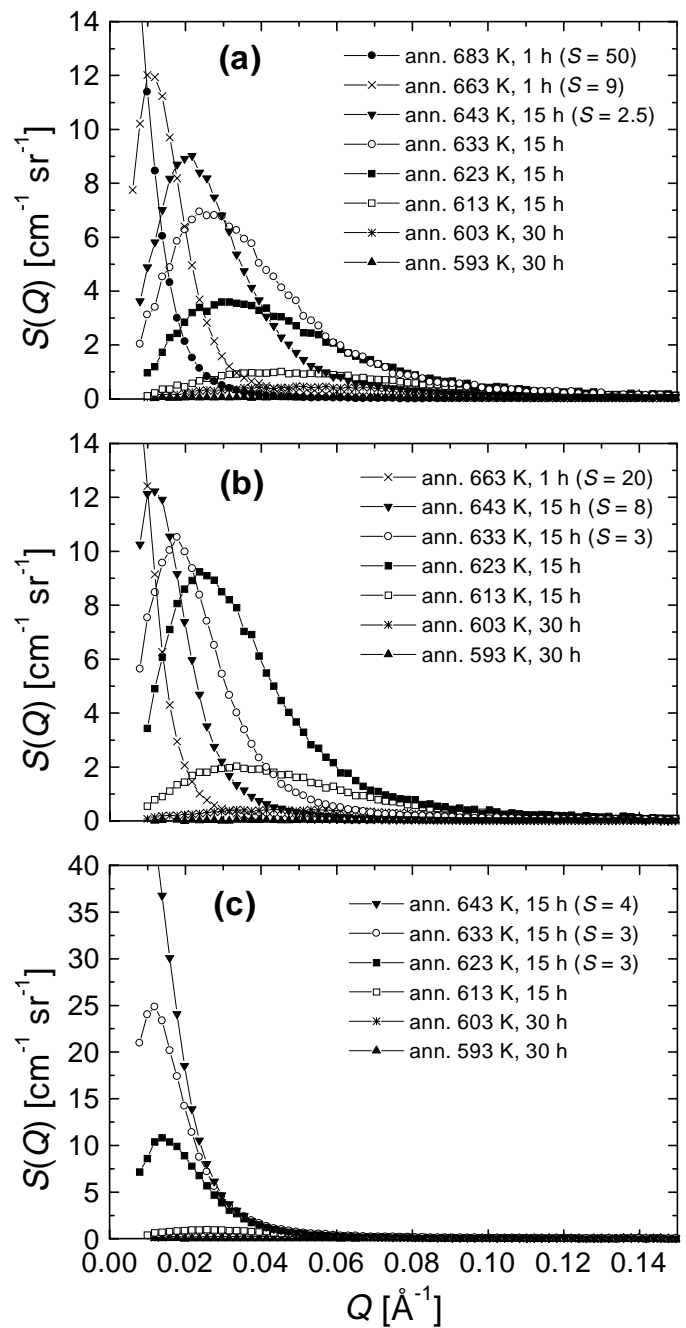 14
12
10
8
6
4
2
0
S(Q) [cm⁻¹ sr⁻¹]
(a)
ann. 683 K, 1 h (S = 50)
ann. 663 K, 1 h (S = 9)
ann. 643 K, 15 h (S = 2.5)
ann. 633 K, 15 h
ann. 623 K, 15 h
ann. 613 K, 15 h
ann. 603 K, 30 h
ann. 593 K, 30 h
14
12
10
8
6
4
2
0
S(Q) [cm⁻¹ sr⁻¹]
(b)
ann. 663 K, 1 h (S = 20)
ann. 643 K, 15 h (S = 8)
ann. 633 K, 15 h (S = 3)
ann. 623 K, 15 h
ann. 613 K, 15 h
ann. 603 K, 30 h
ann. 593 K, 30 h
40
35
30
25
20
15
10
5
0
S(Q) [cm⁻¹ sr⁻¹]
(c)
ann. 643 K, 15 h (S = 4)
ann. 633 K, 15 h (S = 3)
ann. 623 K, 15 h (S = 3)
ann. 613 K, 15 h
ann. 603 K, 30 h
ann. 593 K, 30 h
0.00 0.02 0.04 0.06 0.08 0.10 0.12 0.14
Q [Å⁻¹]